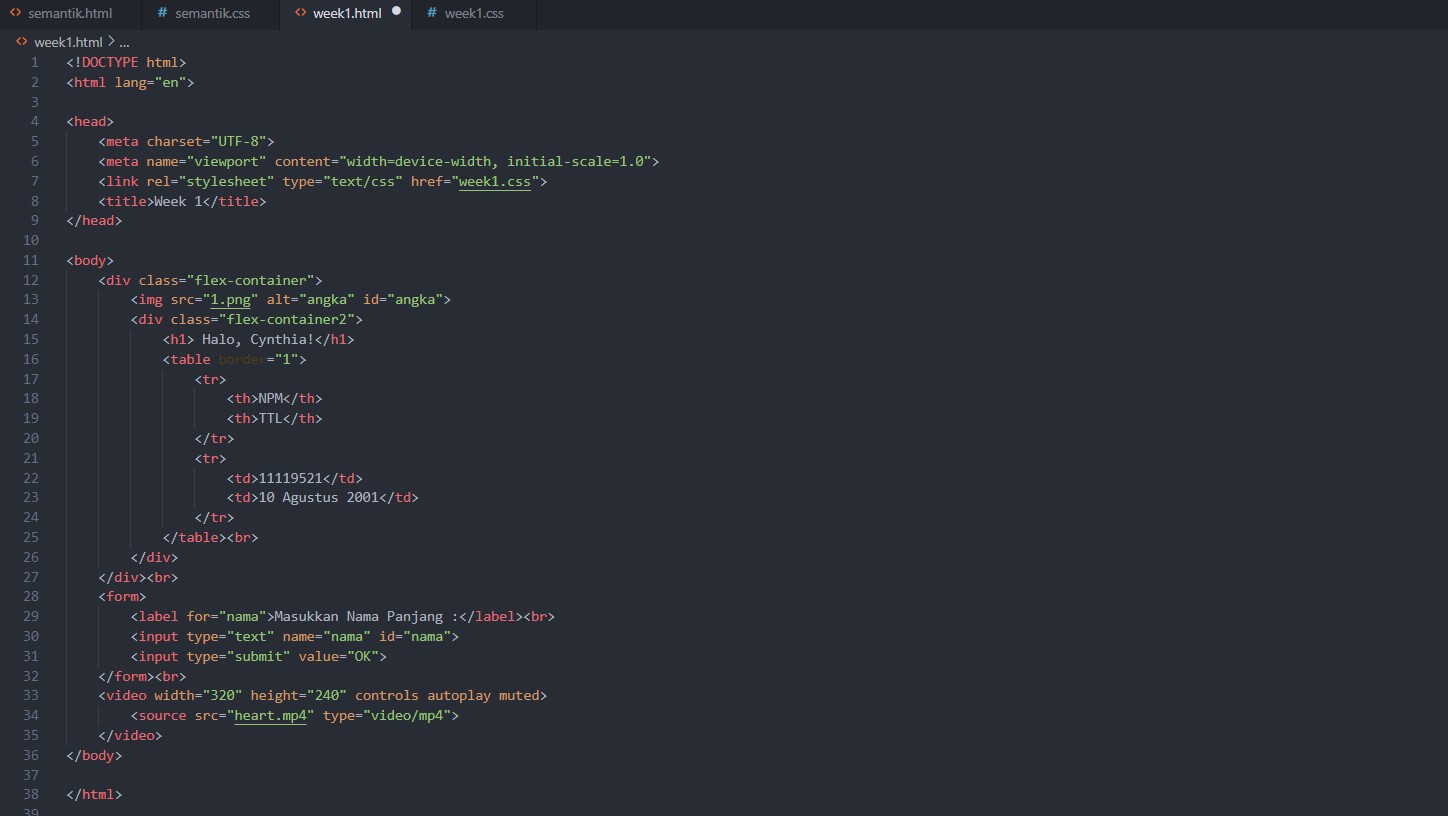 semantik.html # semantik.css week1.html # week1.css
week1.html > ...
1 <!DOCTYPE html>
2 <html lang="en">
3
4 <head>
5 <meta charset="UTF-8">
6 <meta name="viewport" content="width=device-width, initial-scale=1.0">
7 <link rel="stylesheet" type="text/css" href="week1.css">
8 <title>Week 1</title>
9 </head>
10
11 <body>
12 <div class="flex-container">
13 <img src="1.png" alt="angka" id="angka">
14 <div class="flex-container2">
15 <h1> Halo, Cynthia!</h1>
16 <table border="1">
17 <tr>
18 <th>NPM</th>
19 <th>TTL</th>
20 </tr>
21 <tr>
22 <td>11119521</td>
23 <td>10 Agustus 2001</td>
24 </tr>
25 </table><br>
26 </div>
27 </div><br>
28 <form>
29 <label for="nama">Masukkan Nama Panjang :</label><br>
30 <input type="text" name="nama" id="nama">
31 <input type="submit" value="OK">
32 </form><br>
33 <video width="320" height="240" controls autoplay muted>
34 <source src="heart.mp4" type="video/mp4">
35 </video>
36 </body>
37
38 </html>
39